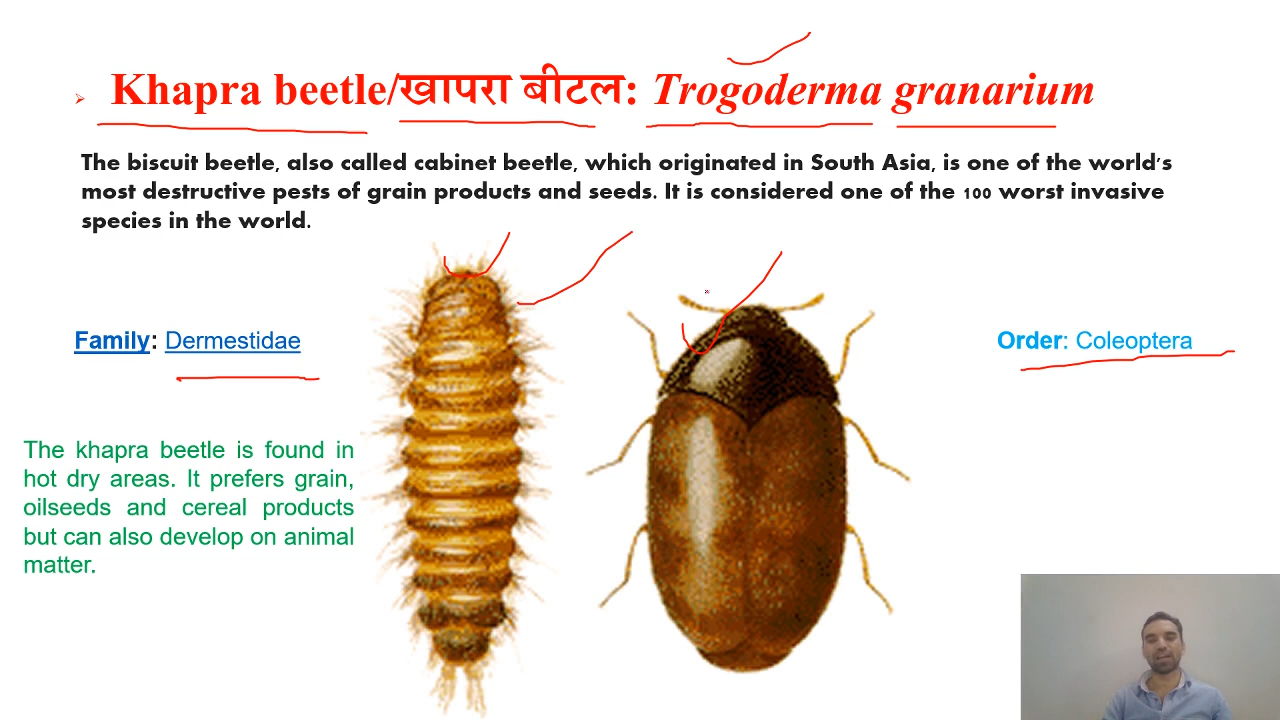 Khapra beetle/खापरा बीटल: Trogoderma granarium
The biscuit beetle, also called cabinet beetle, which originated in South Asia, is one of the world's
most destructive pests of grain products and seeds. It is considered one of the 100 worst invasive
species in the world.
Family: Dermestidae
Order: Coleoptera
The khapra beetle is found in
hot dry areas. It prefers grain,
oilseeds and cereal products
but can also develop on animal
matter.